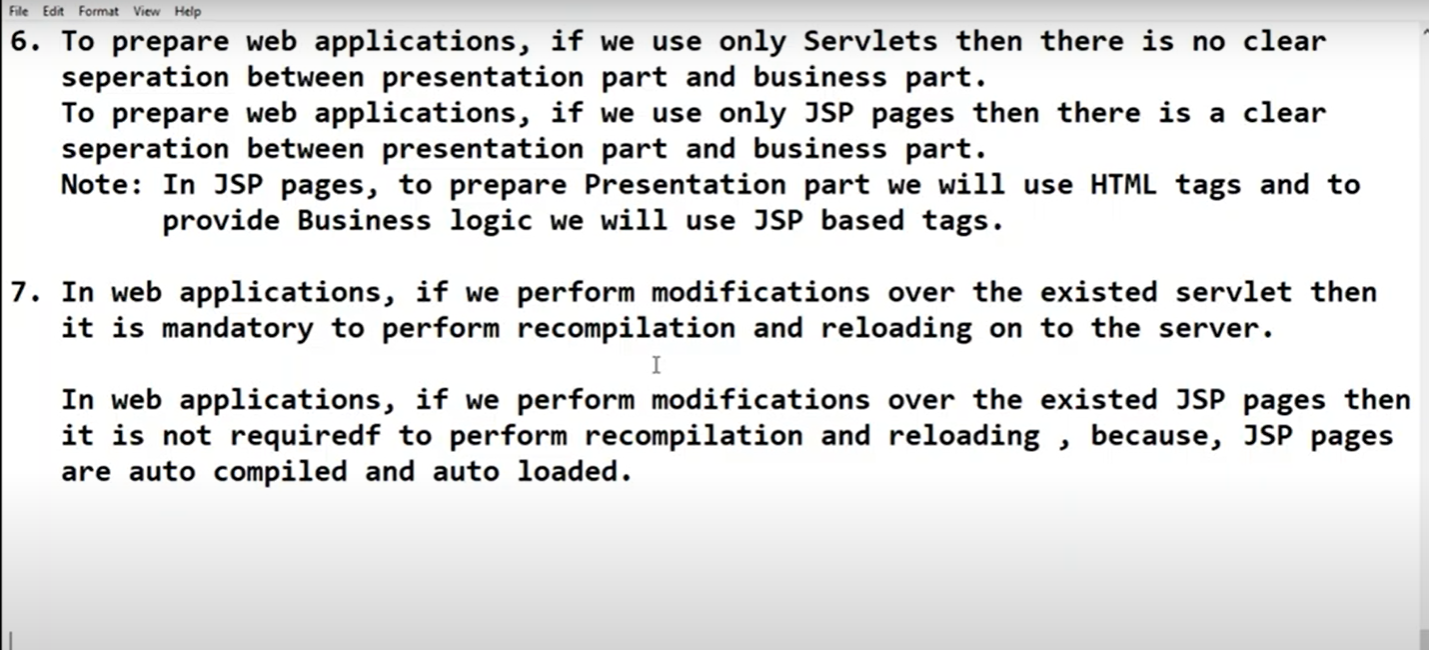 File Edit Format View Help
6. To prepare web applications, if we use only Servlets then there is no clear
seperation between presentation part and business part.
To prepare web applications, if we use only JSP pages then there is a clear
seperation between presentation part and business part.
Note: In JSP pages, to prepare Presentation part we will use HTML tags and to
provide Business logic we will use JSP based tags.
7. In web applications, if we perform modifications over the existed servlet then
it is mandatory to perform recompilation and reloading on to the server.
In web applications, if we perform modifications over the existed JSP pages then
it is not requiredf to perform recompilation and reloading , because, JSP pages
are auto compiled and auto loaded.